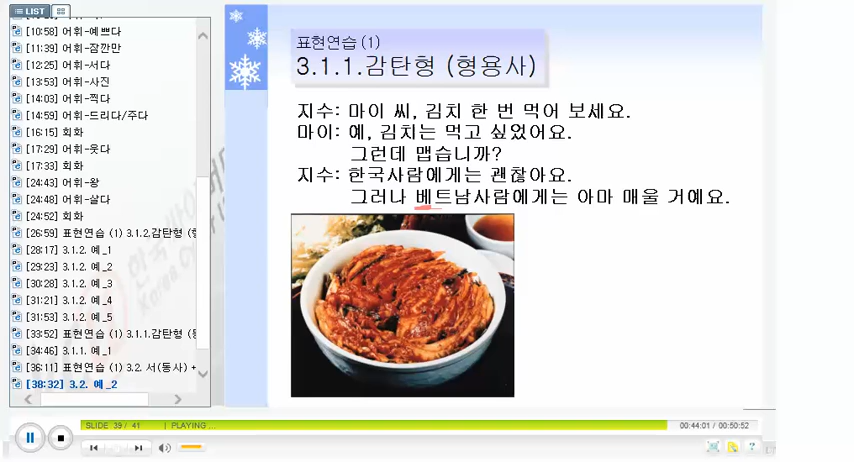 LIST
[10:58] 어휘-예쁘다
[11:39] 어휘-잠깐만
[12:25] 어휘-서다
[13:53] 어휘-사진
[14:03] 어휘-찍다
[14:59] 어휘-드리다/주다
[16:15] 회화
[17:29] 어휘-웃다
[17:33] 회화
[24:43] 어휘-왕
[24:48] 어휘-살다
[24:52] 회화
[26:59] 표현연습 (1) 3.1.2.감탄형 (형
[28:17] 3.1.2. 예_1
[29:23] 3.1.2. 예_2
[30:28] 3.1.2. 예_3
[31:21] 3.1.2. 예_4
[31:53] 3.1.2. 예_5
[33:52] 표현연습 (1) 3.1.1.감탄형 (동
[34:46] 3.1.1. 예_1
[36:11] 표현연습 (1) 3.2. 서(동사) +
[38:32] 3.2. 예_2
표현연습 (1)
3.1.1.감탄형 (형용사)
지수: 마이 씨, 김치 한 번 먹어 보세요.
마이: 예, 김치는 먹고 싶었어요.
그런데 맵습니까?
지수: 한국사람에게는 괜찮아요.
그러나 베트남사람에게는 아마 매울 거예요.
SLIDE 39 / 41 | PLAYING ...
00:44:01 / 00:50:52